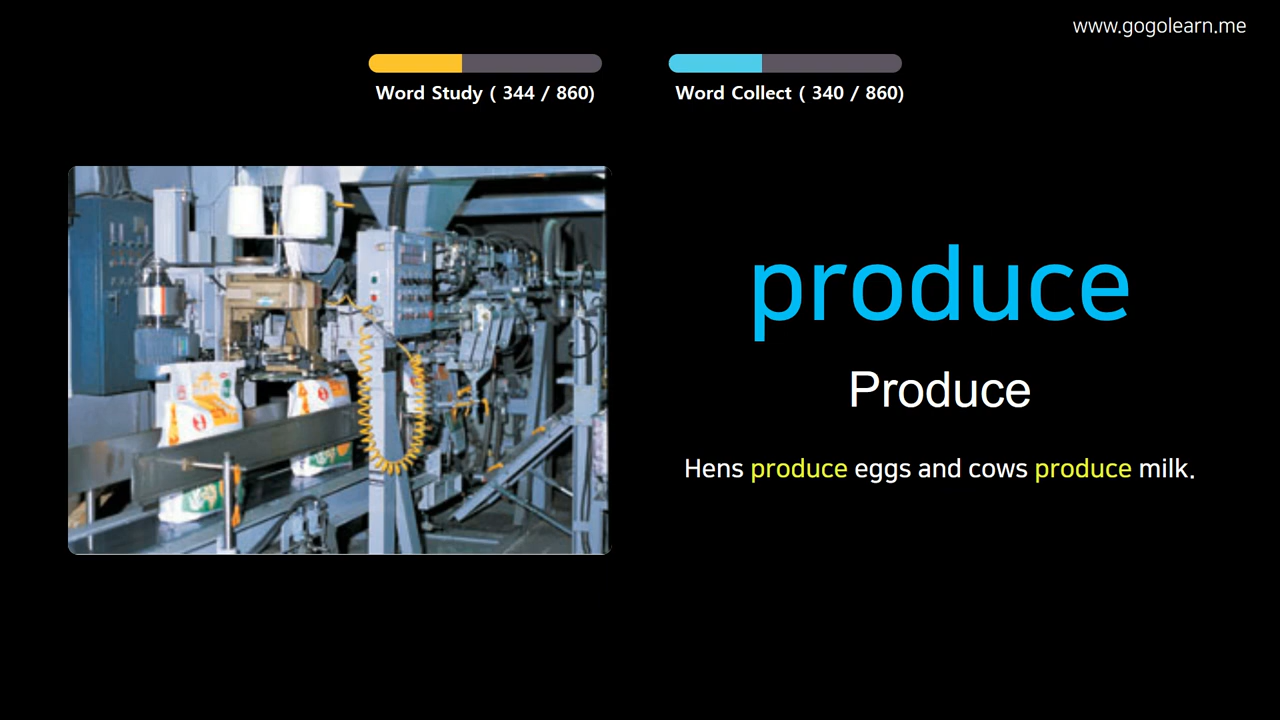 www.gogolearn.me
Word Study ( 344 / 860)
Word Collect ( 340 / 860)
produce
Produce
Hens produce eggs and cows produce milk.